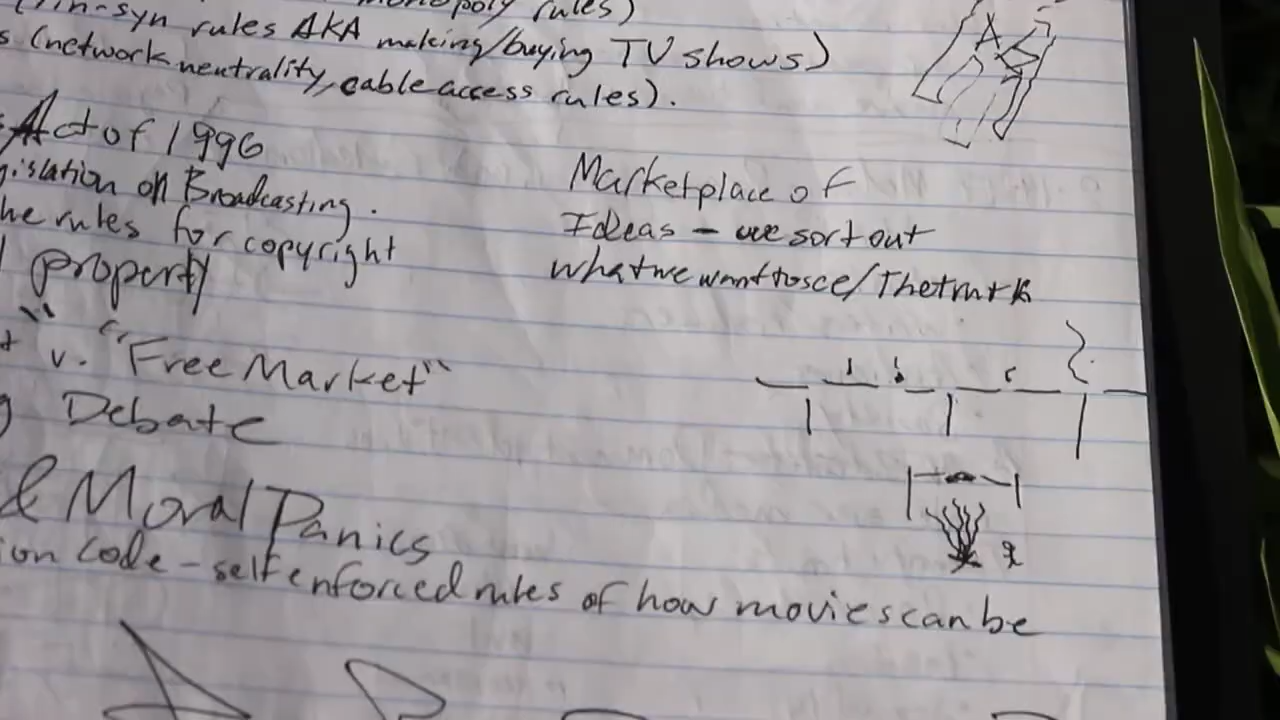 (fin-syn rules AKA making/buying TV shows)
s (network neutrality, cable access rules).
Act of 1996
gislation on Broadcasting.
he rules for copyright
property
Marketplace of
Ideas - we sort out
what we want to see/
v. "Free Market"
Debate
& Moral Panics
ion code - self enforced rules of how movies can be